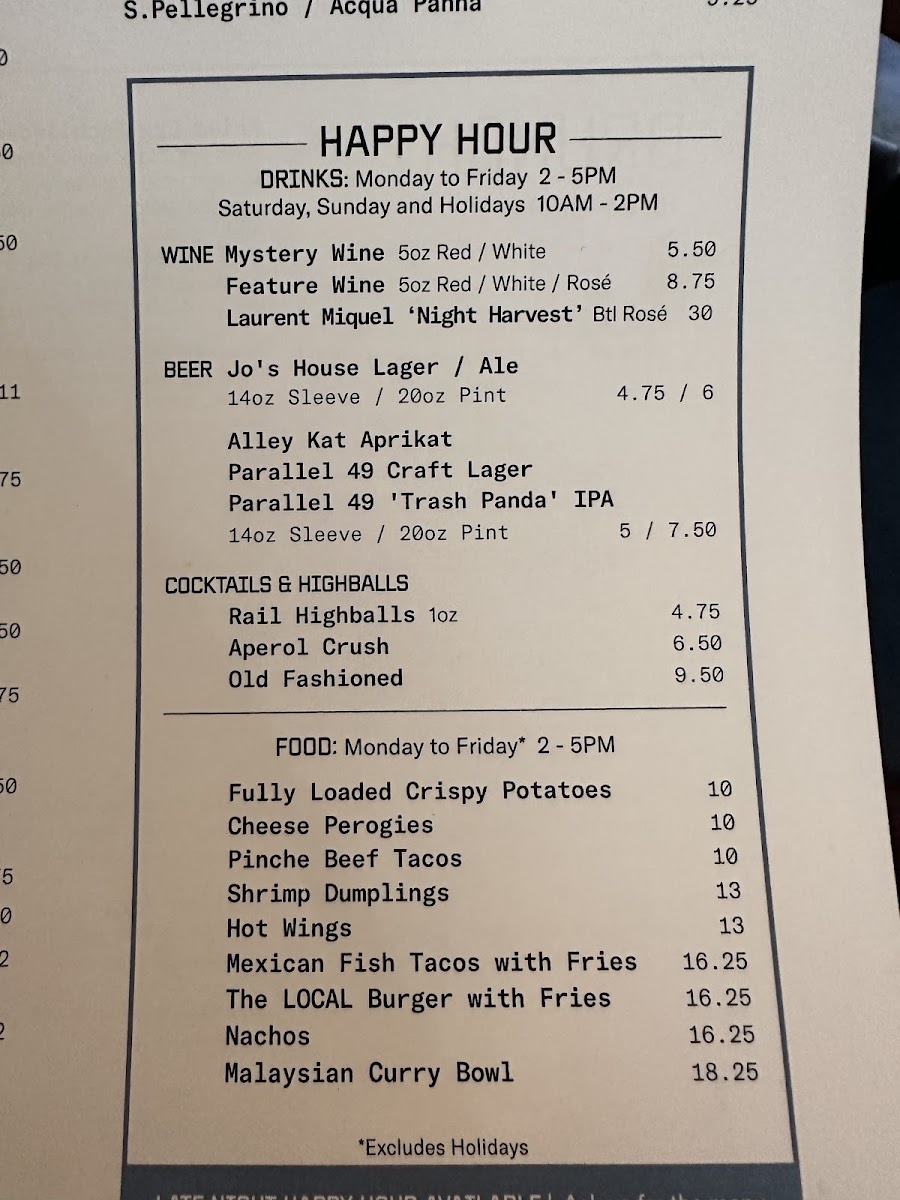 S.Pellegrino / Acqua Panna
HAPPY HOUR
DRINKS: Monday to Friday 2 - 5PM
Saturday, Sunday and Holidays 10AM - 2PM
WINE Mystery Wine 5oz Red / White 5.50
Feature Wine 5oz Red / White / Rosé 8.75
Laurent Miquel ‘Night Harvest’ Btl Rosé 30
BEER Jo's House Lager / Ale
14oz Sleeve / 20oz Pint 4.75 / 6
Alley Kat Aprikat
Parallel 49 Craft Lager
Parallel 49 'Trash Panda' IPA
14oz Sleeve / 20oz Pint 5 / 7.50
COCKTAILS & HIGHBALLS
Rail Highballs 1oz 4.75
Aperol Crush 6.50
Old Fashioned 9.50
FOOD: Monday to Friday* 2 - 5PM
Fully Loaded Crispy Potatoes 10
Cheese Perogies 10
Pinche Beef Tacos 10
Shrimp Dumplings 13
Hot Wings 13
Mexican Fish Tacos with Fries 16.25
The LOCAL Burger with Fries 16.25
Nachos 16.25
Malaysian Curry Bowl 18.25
*Excludes Holidays
LATE NIGHT HAPPY HOUR AVAILABLE!